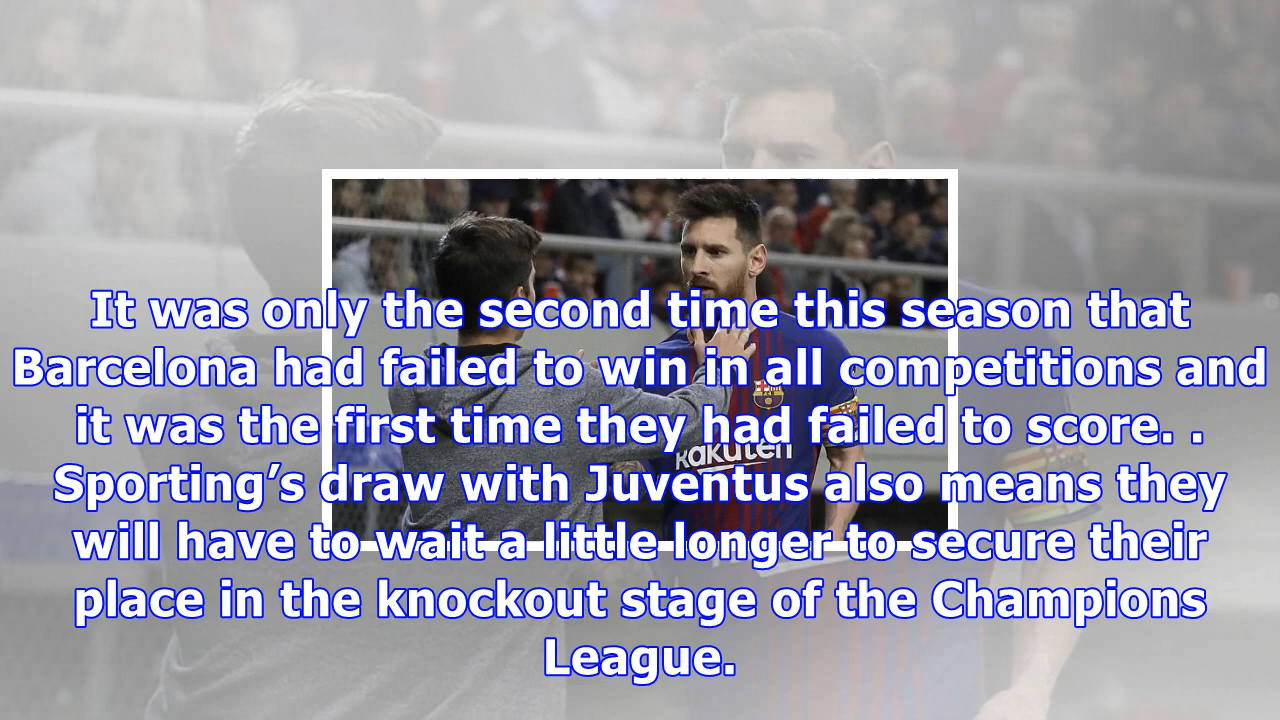 It was only the second time this season that
Barcelona had failed to win in all competitions and
it was the first time they had failed to score. .
Sporting’s draw with Juventus also means they
will have to wait a little longer to secure their
place in the knockout stage of the Champions
League.
Rakuten